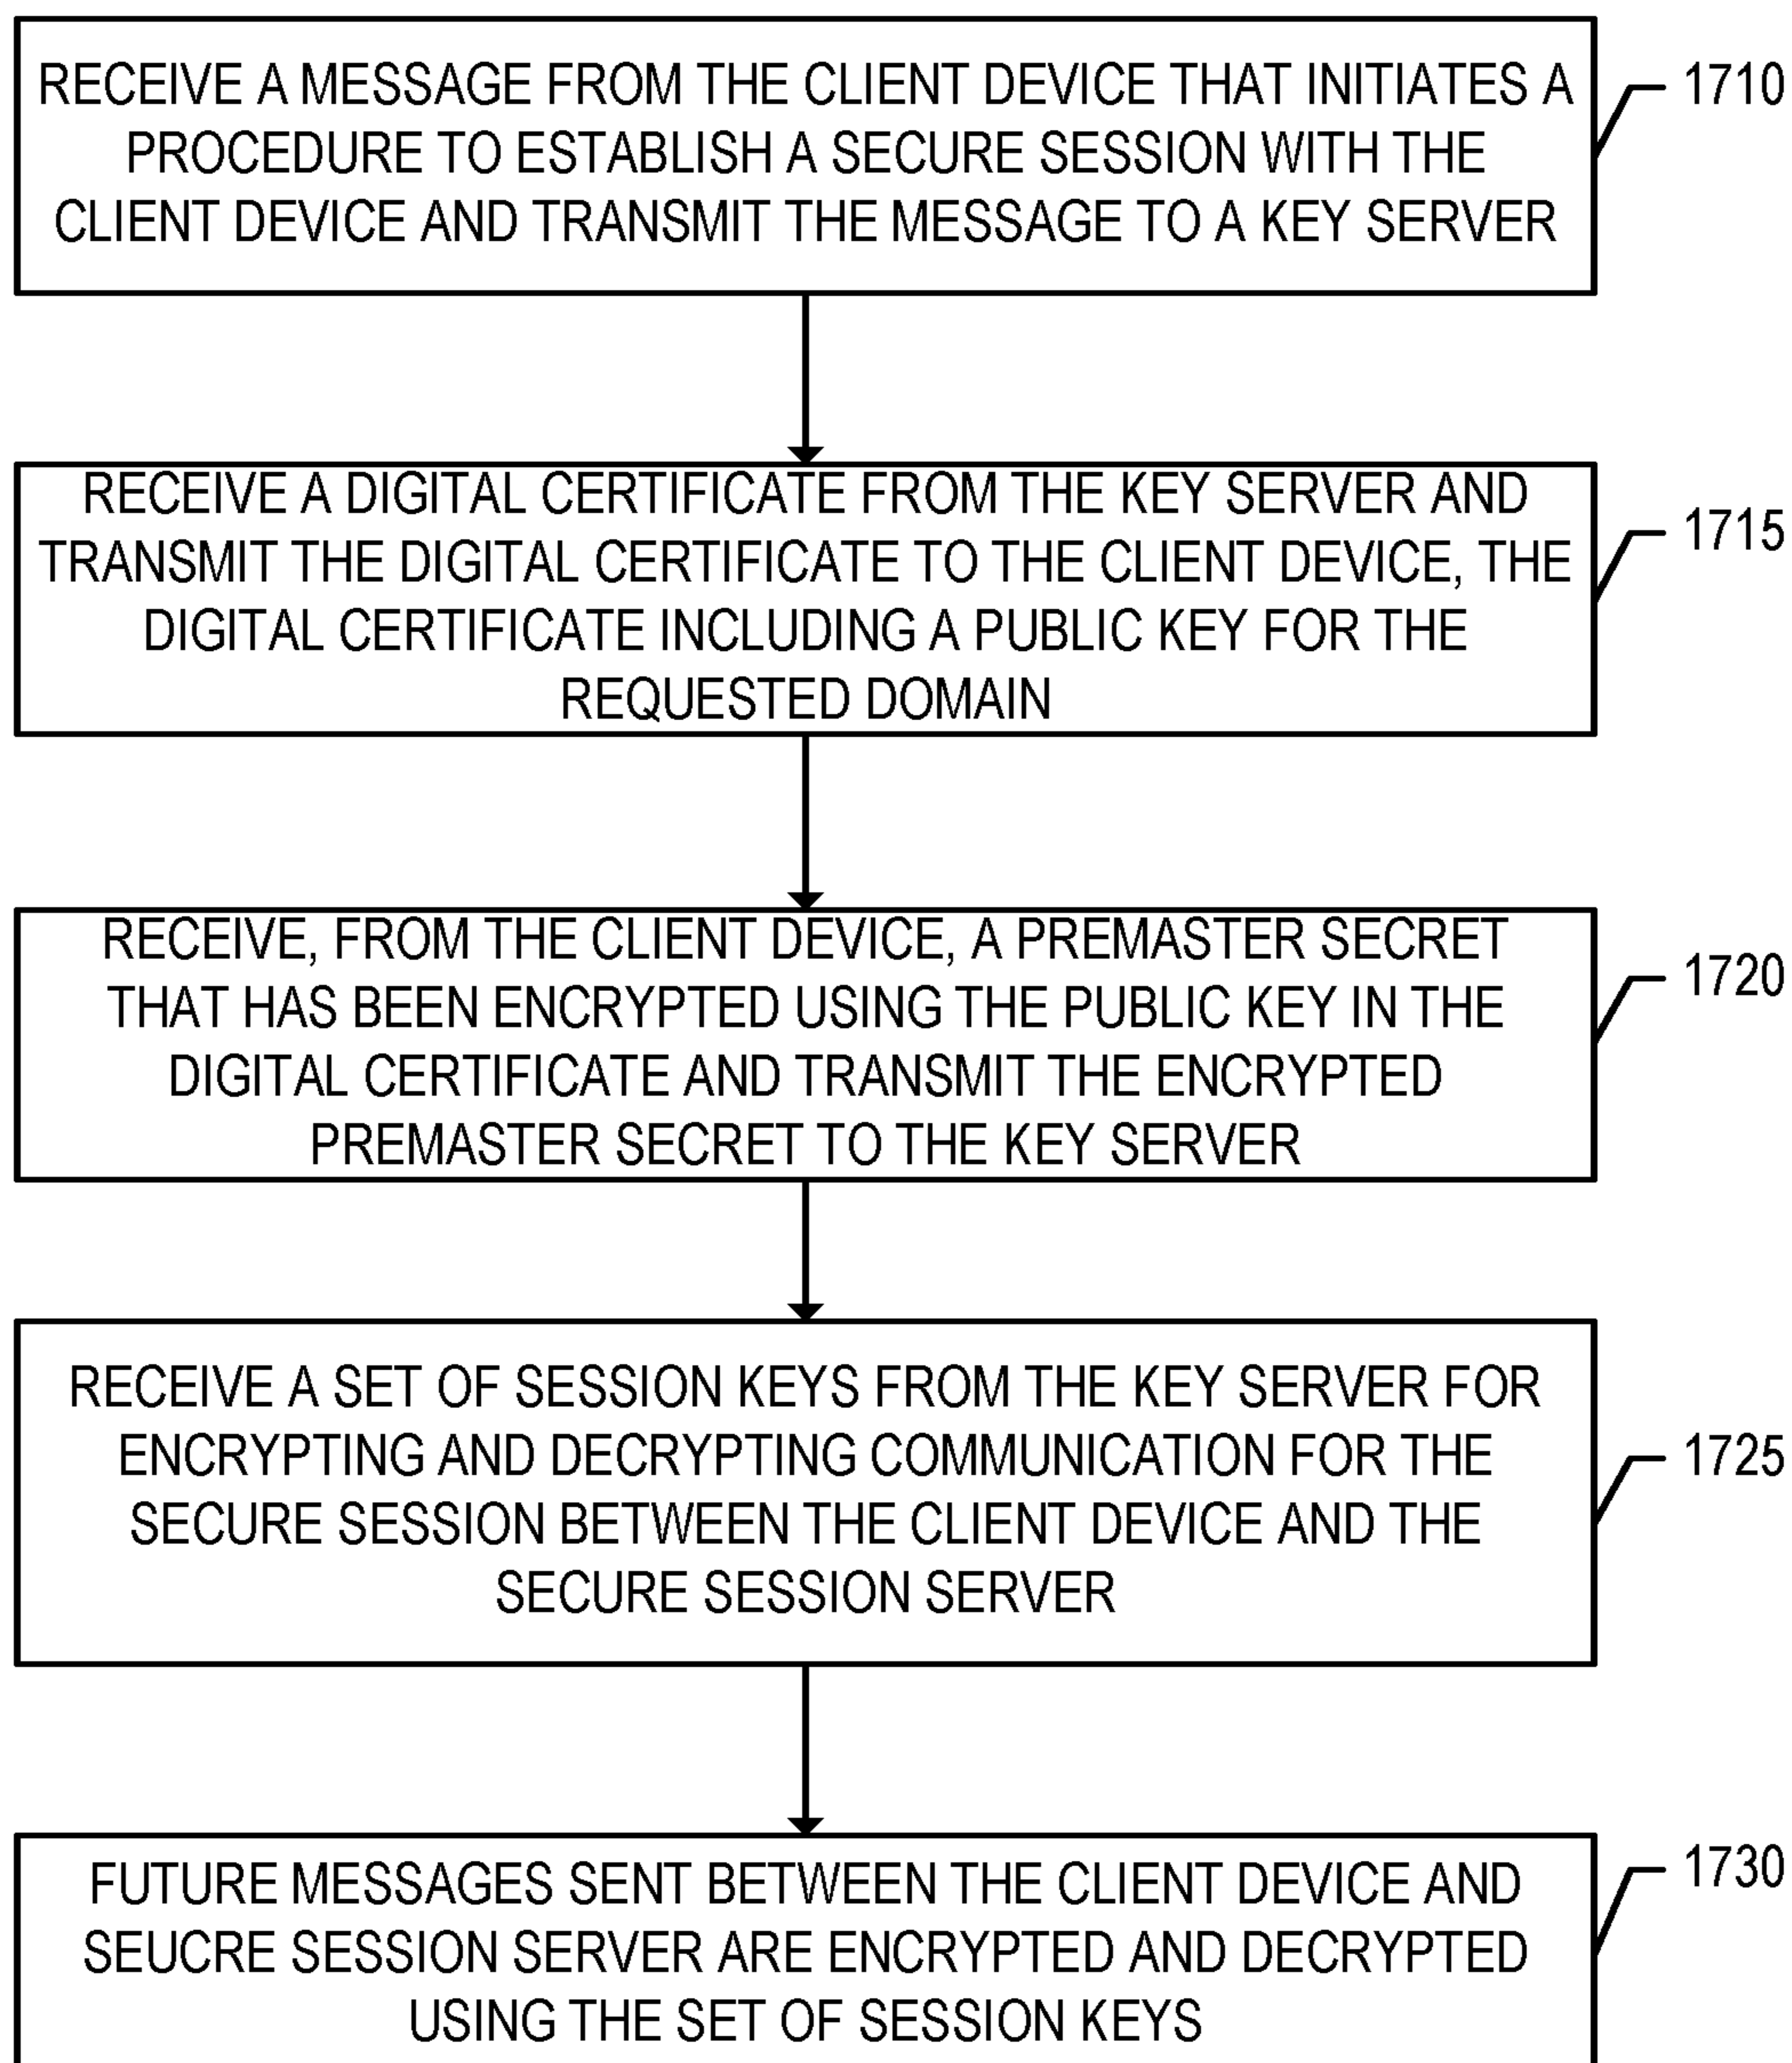 RECEIVE A MESSAGE FROM THE CLIENT DEVICE THAT INITIATES A
PROCEDURE TO ESTABLISH A SECURE SESSION WITH THE
CLIENT DEVICE AND TRANSMIT THE MESSAGE TO A KEY SERVER
1710
RECEIVE A DIGITAL CERTIFICATE FROM THE KEY SERVER AND
TRANSMIT THE DIGITAL CERTIFICATE TO THE CLIENT DEVICE, THE
DIGITAL CERTIFICATE INCLUDING A PUBLIC KEY FOR THE
REQUESTED DOMAIN
1715
RECEIVE, FROM THE CLIENT DEVICE, A PREMASTER SECRET
THAT HAS BEEN ENCRYPTED USING THE PUBLIC KEY IN THE
DIGITAL CERTIFICATE AND TRANSMIT THE ENCRYPTED
PREMASTER SECRET TO THE KEY SERVER
1720
RECEIVE A SET OF SESSION KEYS FROM THE KEY SERVER FOR
ENCRYPTING AND DECRYPTING COMMUNICATION FOR THE
SECURE SESSION BETWEEN THE CLIENT DEVICE AND THE
SECURE SESSION SERVER
1725
FUTURE MESSAGES SENT BETWEEN THE CLIENT DEVICE AND
SEUCRE SESSION SERVER ARE ENCRYPTED AND DECRYPTED
USING THE SET OF SESSION KEYS
1730